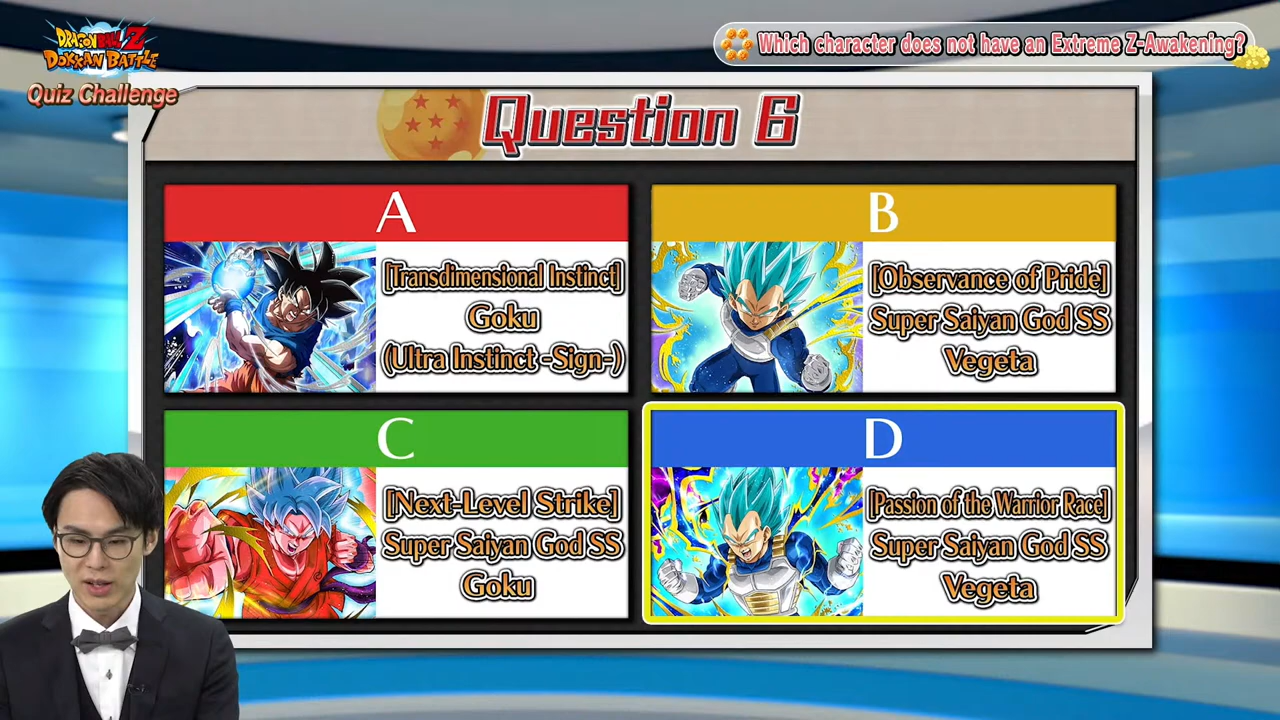 DRAGONBALL Z
DOKKAN BATTLE
Quiz Challenge
Which character does not have an Extreme Z-Awakening?
Question 6
A
[Transdimensional Instinct]
Goku
(Ultra Instinct -Sign-)
B
[Observance of Pride]
Super Saiyan God SS
Vegeta
C
[Next-Level Strike]
Super Saiyan God SS
Goku
D
[Passion of the Warrior Race]
Super Saiyan God SS
Vegeta